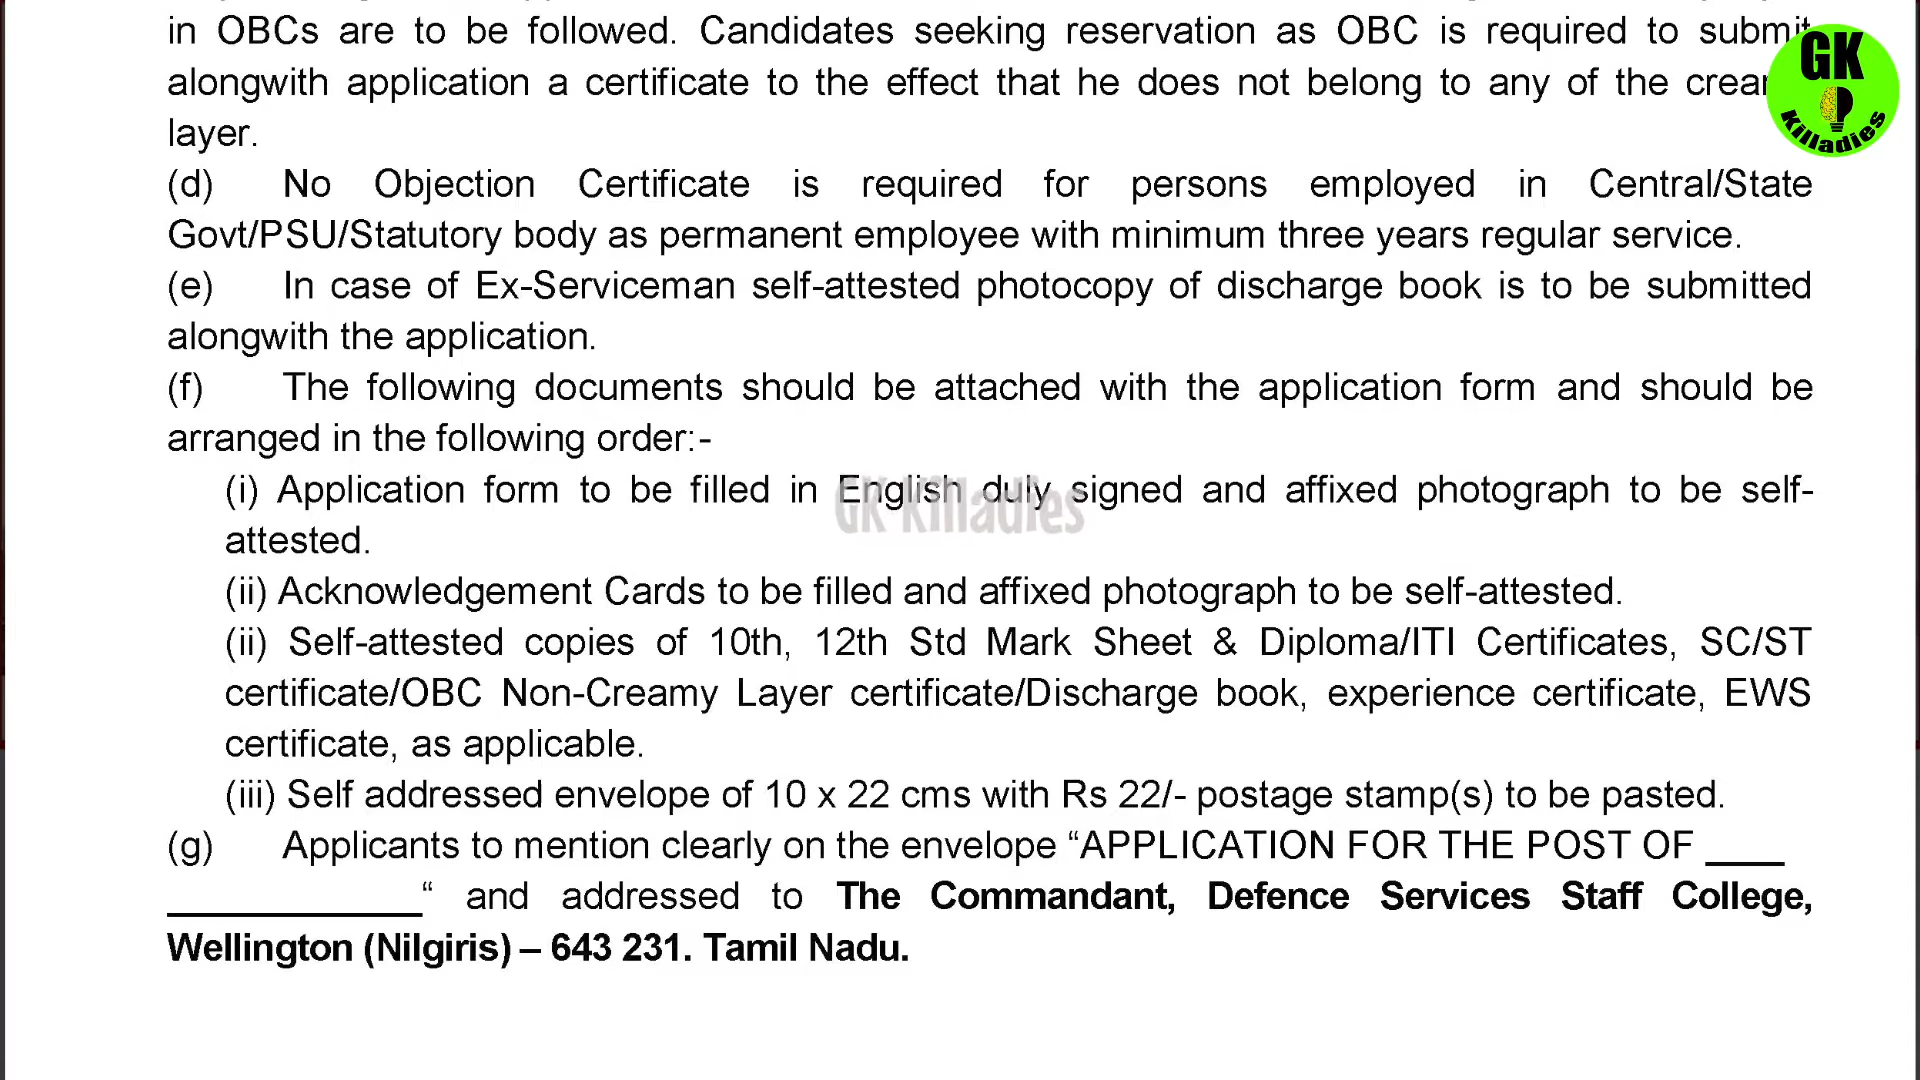 in OBCs are to be followed. Candidates seeking reservation as OBC is required to submit
alongwith application a certificate to the effect that he does not belong to any of the
layer.
(d) No Objection Certificate is required for persons employed in Central/State
Govt/PSU/Statutory body as permanent employee with minimum three years regular service.
(e) In case of Ex-Serviceman self-attested photocopy of discharge book is to be submitted
alongwith the application.
(f) The following documents should be attached with the application form and should be
arranged in the following order:-
(i) Application form to be filled in English duly signed and affixed photograph to be self-
attested.
(ii) Acknowledgement Cards to be filled and affixed photograph to be self-attested.
(ii) Self-attested copies of 10th, 12th Std Mark Sheet & Diploma/ITI Certificates, SC/ST
certificate/OBC Non-Creamy Layer certificate/Discharge book, experience certificate, EWS
certificate, as applicable.
(iii) Self addressed envelope of 10 x 22 cms with Rs 22/- postage stamp(s) to be pasted.
(g) Applicants to mention clearly on the envelope “APPLICATION FOR THE POST OF ____
_____________“ and addressed to The Commandant, Defence Services Staff College,
Wellington (Nilgiris) – 643 231. Tamil Nadu.
GK Killadies
GK
Killadies